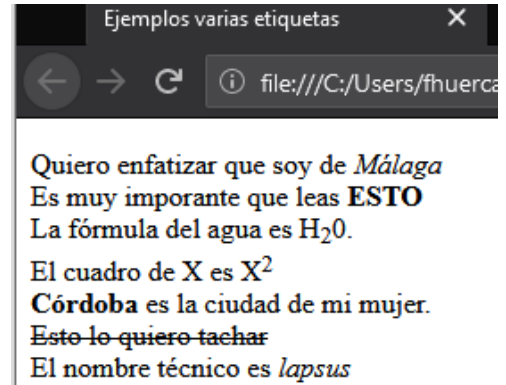 Ejemplos varias etiquetas
file:///C:/Users/fhuerca
Quiero enfatizar que soy de Málaga
Es muy imporante que leas ESTO
La fórmula del agua es H₂0.
El cuadro de X es X²
Córdoba es la ciudad de mi mujer.
Esto lo quiero tachar
El nombre técnico es lapsus